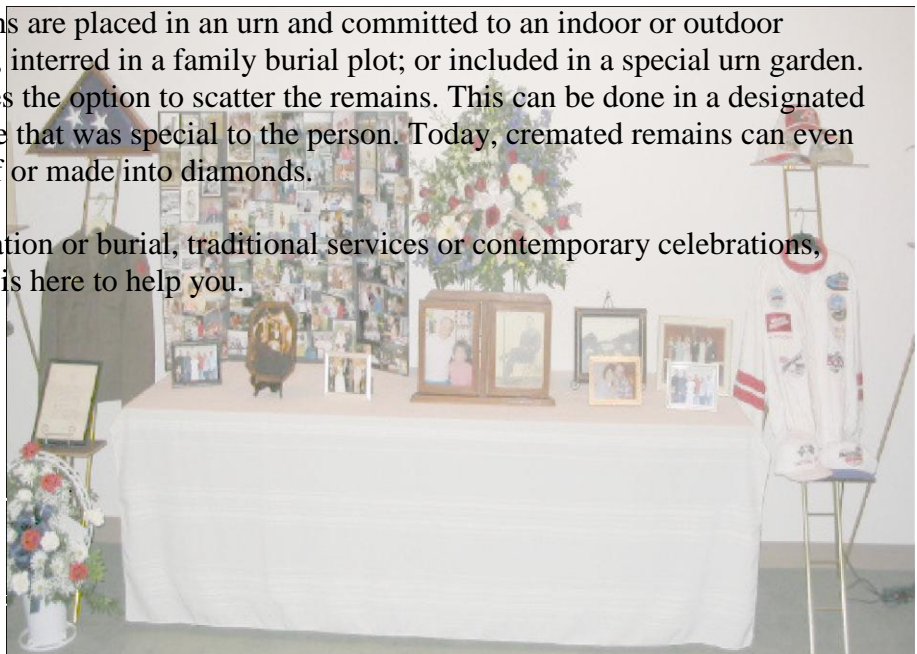 ns are placed in an urn and committed to an indoor or outdoor
, interred in a family burial plot; or included in a special urn garden.
es the option to scatter the remains. This can be done in a designated
e that was special to the person. Today, cremated remains can even
f or made into diamonds.
ation or burial, traditional services or contemporary celebrations,
is here to help you.